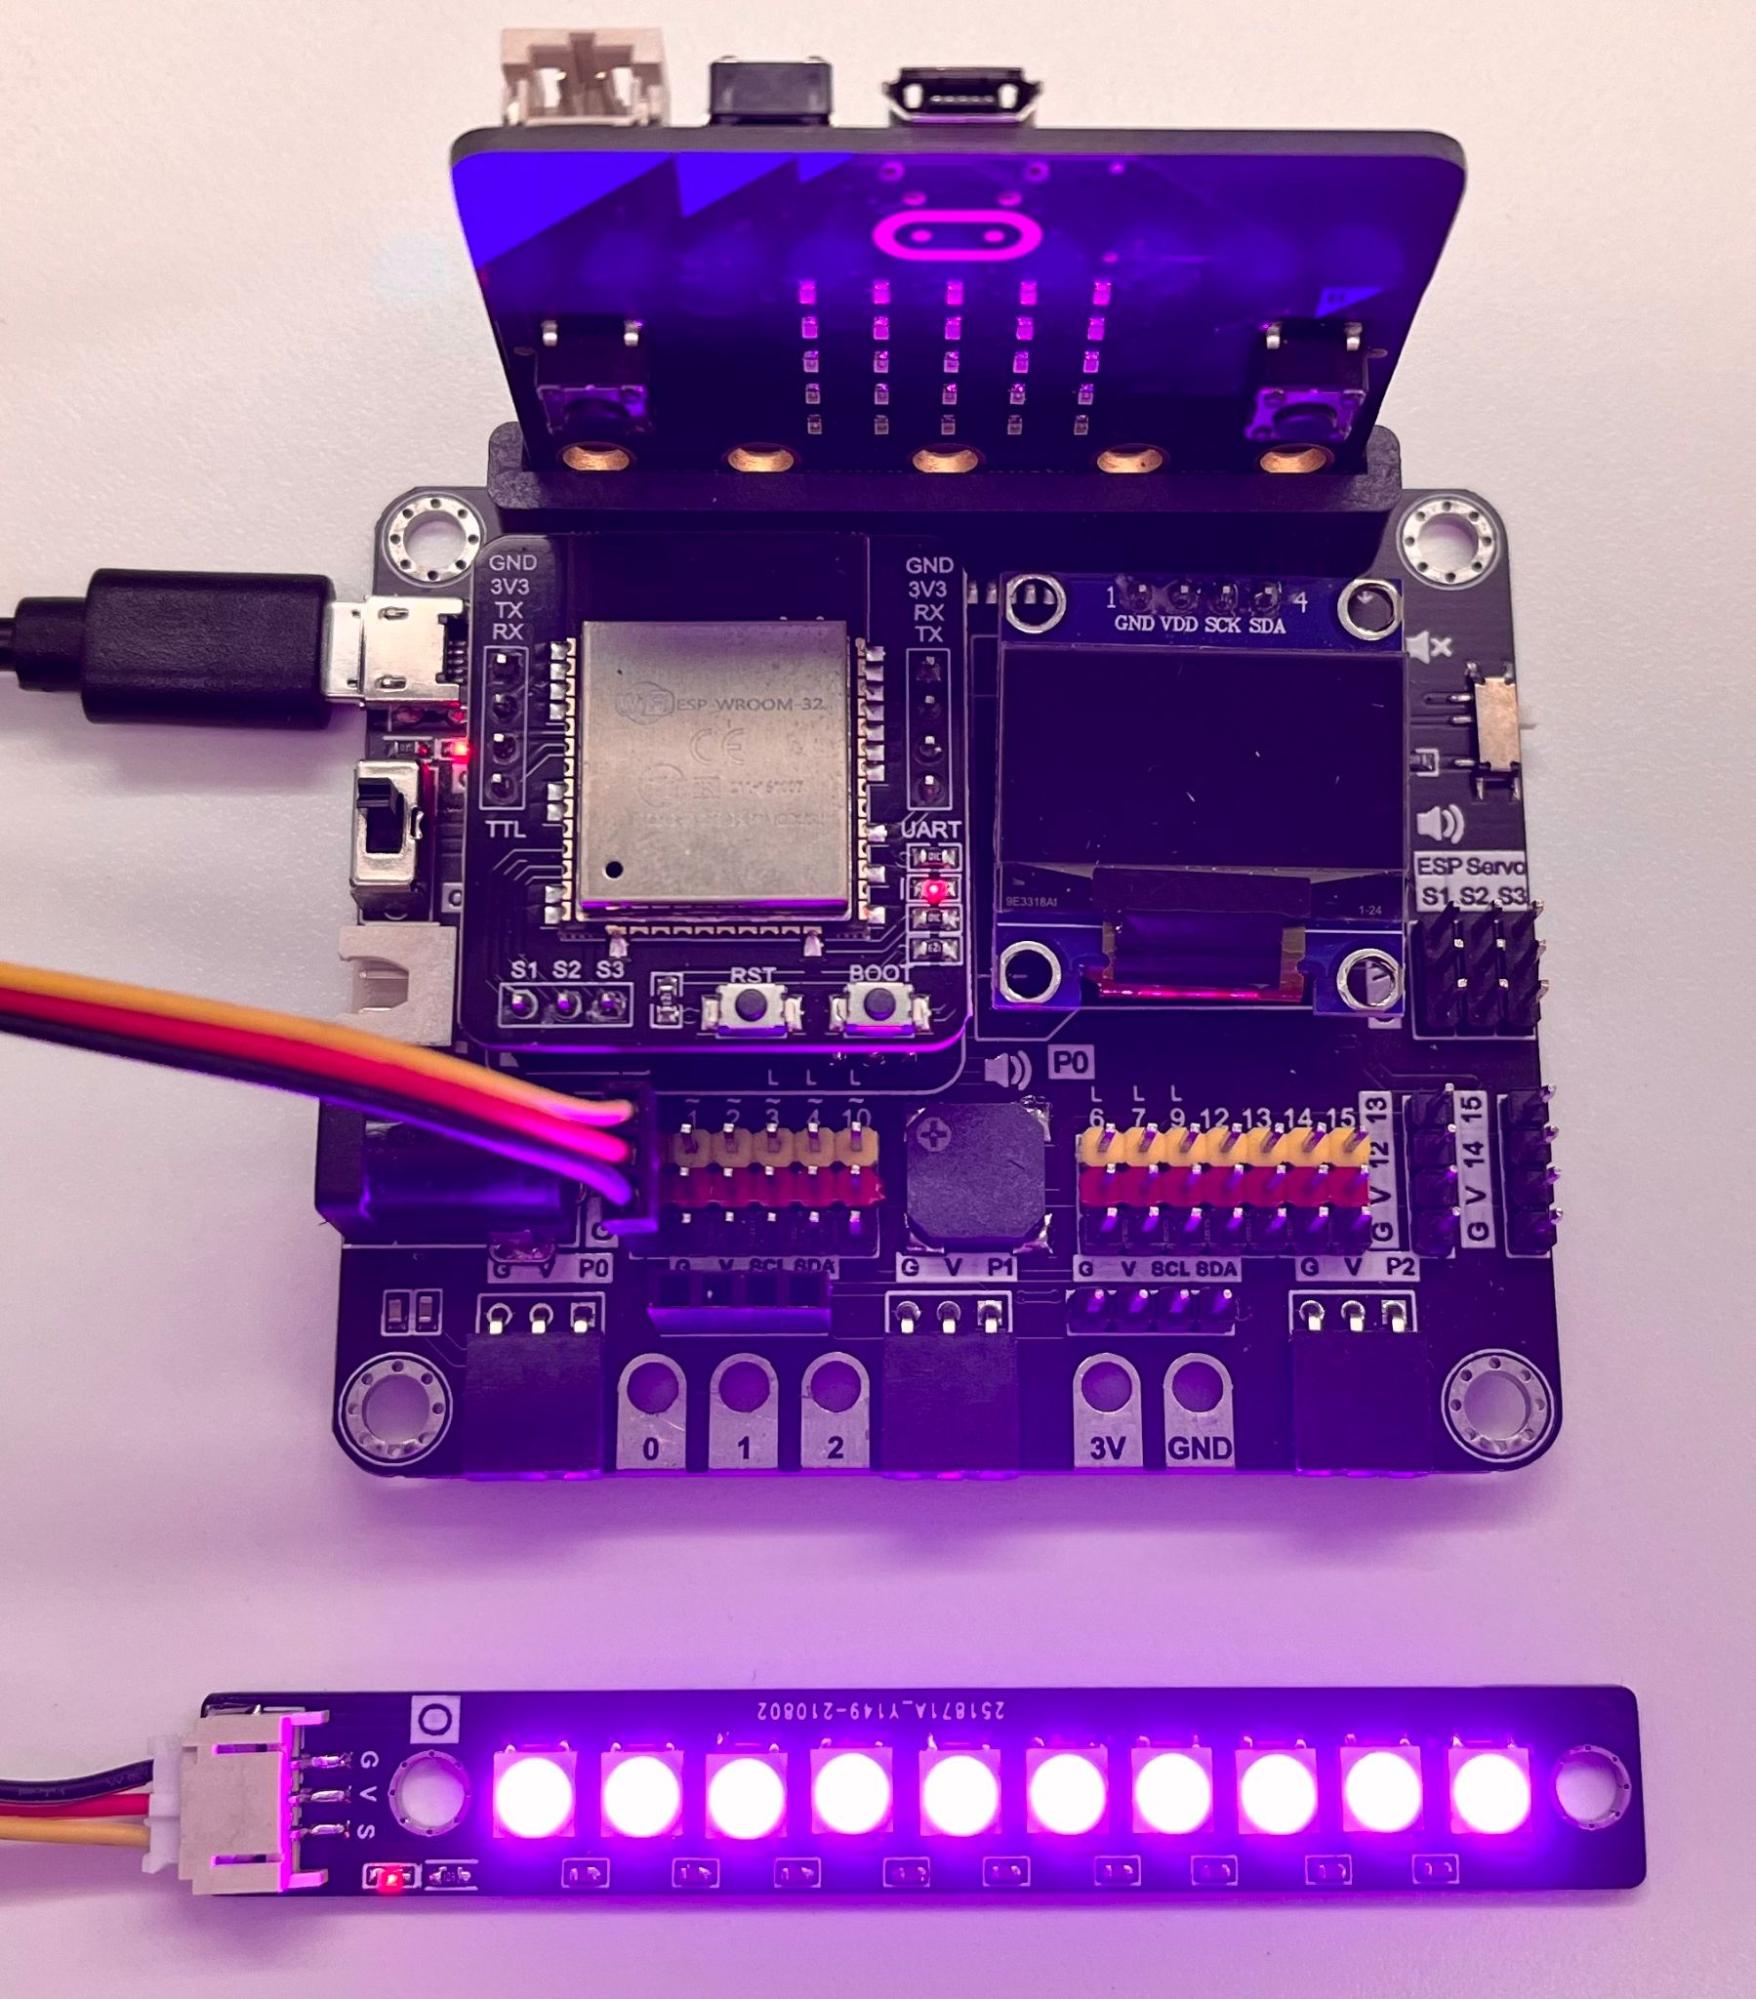 GND
3V3
TX
RX
TTL
GND
3V3
RX
TX
UART
ESP-WROOM-32
CE
S1 S2 S3
RST
BOOT
1 4
GND VDD SCK SDA
9E3318A1
1-24
ESP Servo
S1 S2 S3
P0
L L L
~ ~ ~ ~ ~
1 2 3 4 10
L L L
6 7 9 12 13 14 15
G V 12 13
G V 14 15
G
G V P0
G V SCL SDA
G V P1
G V SCL SDA
G V P2
0 1 2 3V GND
251871A_Y149-210802
G
V
S